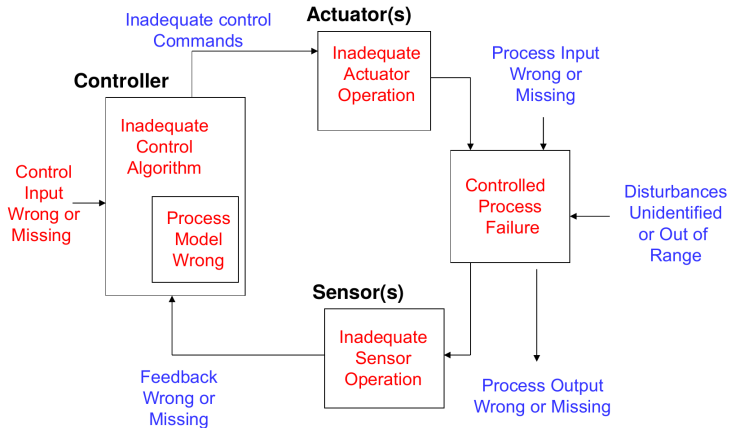 Inadequate control
Commands
Actuator(s)
Inadequate
Actuator
Operation
Process Input
Wrong or
Missing
Controller
Inadequate
Control
Algorithm
Control
Input
Wrong or
Missing
Process
Model
Wrong
Controlled
Process
Failure
Disturbances
Unidentified
or Out of
Range
Sensor(s)
Inadequate
Sensor
Operation
Feedback
Wrong or
Missing
Process Output
Wrong or Missing